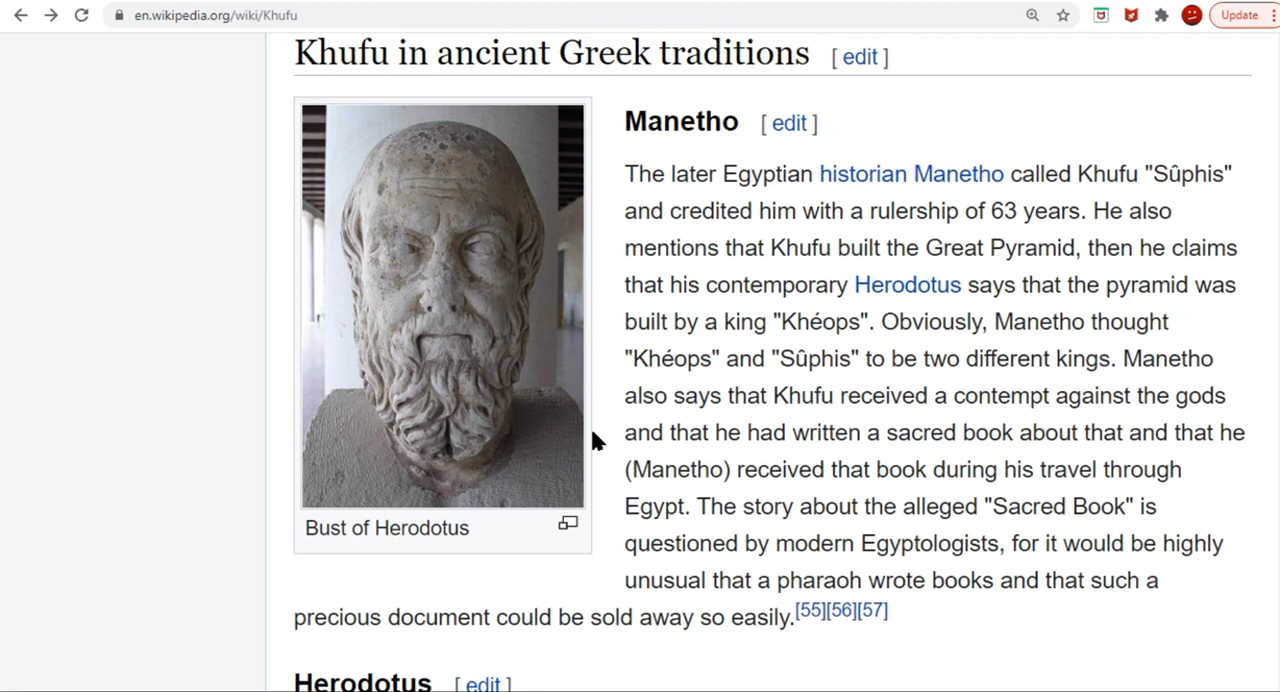 en.wikipedia.org/wiki/Khufu
Update
Khufu in ancient Greek traditions [ edit ]
Bust of Herodotus
Manetho [ edit ]
The later Egyptian historian Manetho called Khufu "Sûphis"
and credited him with a rulership of 63 years. He also
mentions that Khufu built the Great Pyramid, then he claims
that his contemporary Herodotus says that the pyramid was
built by a king "Khéops". Obviously, Manetho thought
"Khéops" and "Sûphis" to be two different kings. Manetho
also says that Khufu received a contempt against the gods
and that he had written a sacred book about that and that he
(Manetho) received that book during his travel through
Egypt. The story about the alleged "Sacred Book" is
questioned by modern Egyptologists, for it would be highly
unusual that a pharaoh wrote books and that such a
precious document could be sold away so easily.[55][56][57]
Herodotus [ edit ]